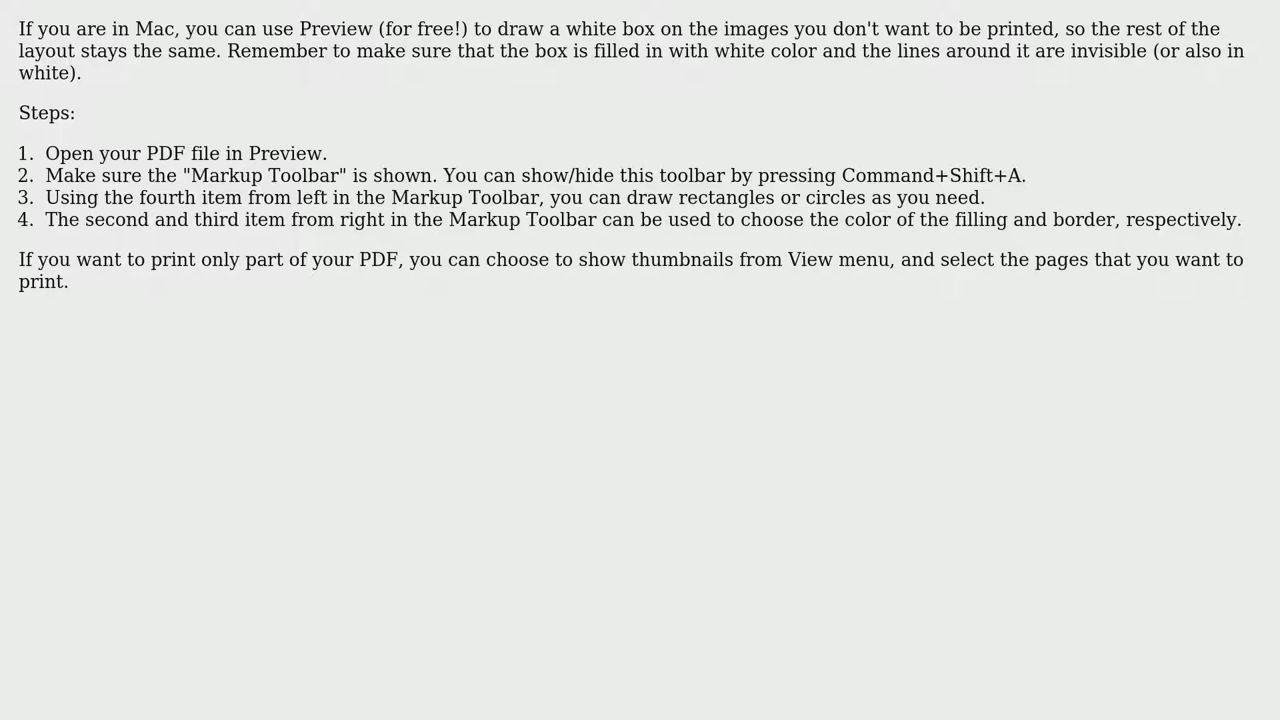 If you are in Mac, you can use Preview (for free!) to draw a white box on the images you don't want to be printed, so the rest of the
layout stays the same. Remember to make sure that the box is filled in with white color and the lines around it are invisible (or also in
white).
Steps:
1. Open your PDF file in Preview.
2. Make sure the "Markup Toolbar" is shown. You can show/hide this toolbar by pressing Command+Shift+A.
3. Using the fourth item from left in the Markup Toolbar, you can draw rectangles or circles as you need.
4. The second and third item from right in the Markup Toolbar can be used to choose the color of the filling and border, respectively.
If you want to print only part of your PDF, you can choose to show thumbnails from View menu, and select the pages that you want to
print.